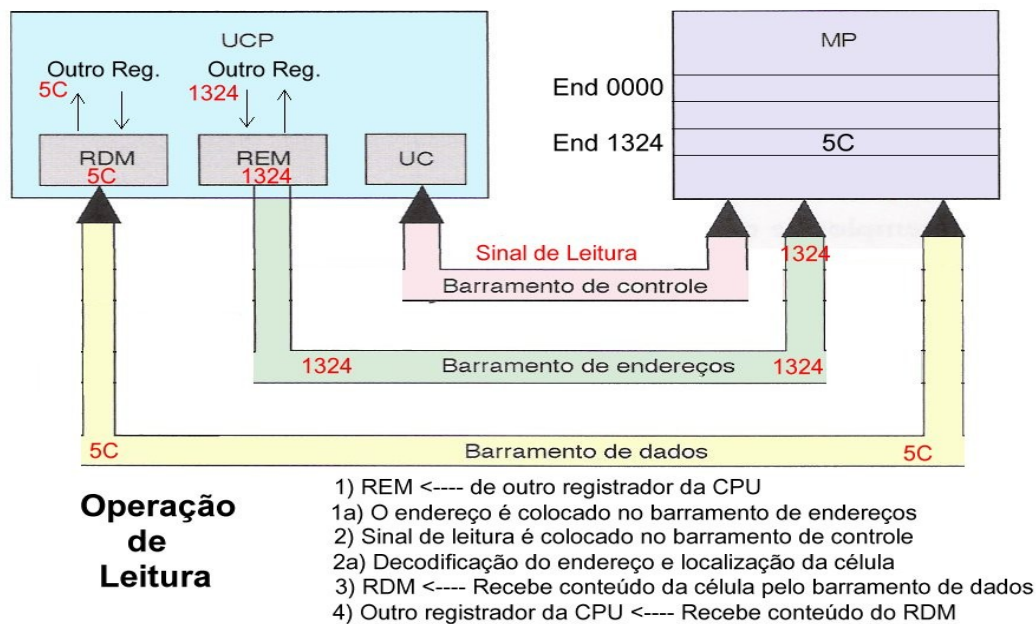 UCP
MP
Outro Reg.
Outro Reg.
5C
1324
End 0000
RDM
5C
REM
1324
UC
End 1324
5C
Sinal de Leitura
1324
Barramento de controle
1324
Barramento de endereços
1324
5C
Barramento de dados
5C
Operação
de
Leitura
1) REM <---- de outro registrador da CPU
1a) O endereço é colocado no barramento de endereços
2) Sinal de leitura é colocado no barramento de controle
2a) Decodificação do endereço e localização da célula
3) RDM <---- Recebe conteúdo da célula pelo barramento de dados
4) Outro registrador da CPU <---- Recebe conteúdo do RDM